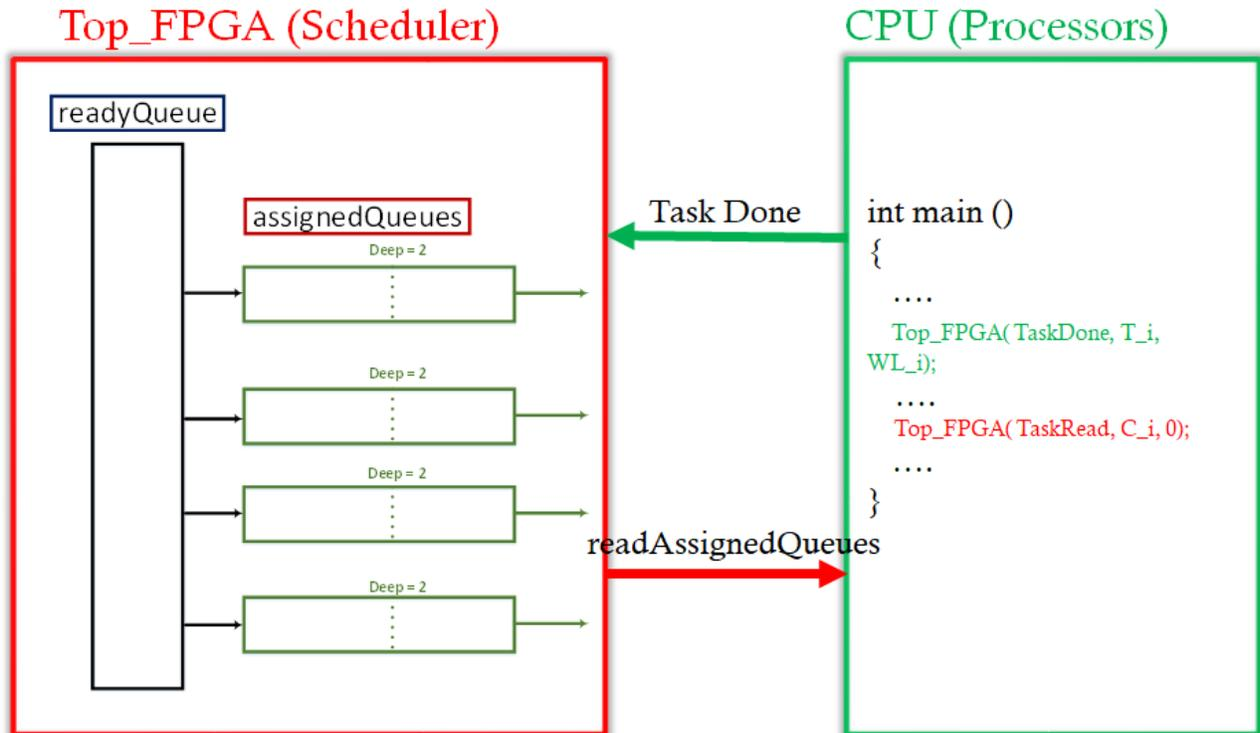 Top_FPGA (Scheduler)
CPU (Processors)
readyQueue
assignedQueues
Deep = 2
Deep = 2
Deep = 2
Deep = 2
Task Done
readAssignedQueues
int main ()
{
....
Top_FPGA( TaskDone, T_i,
WL_i);
....
Top_FPGA( TaskRead, C_i, 0);
....
}